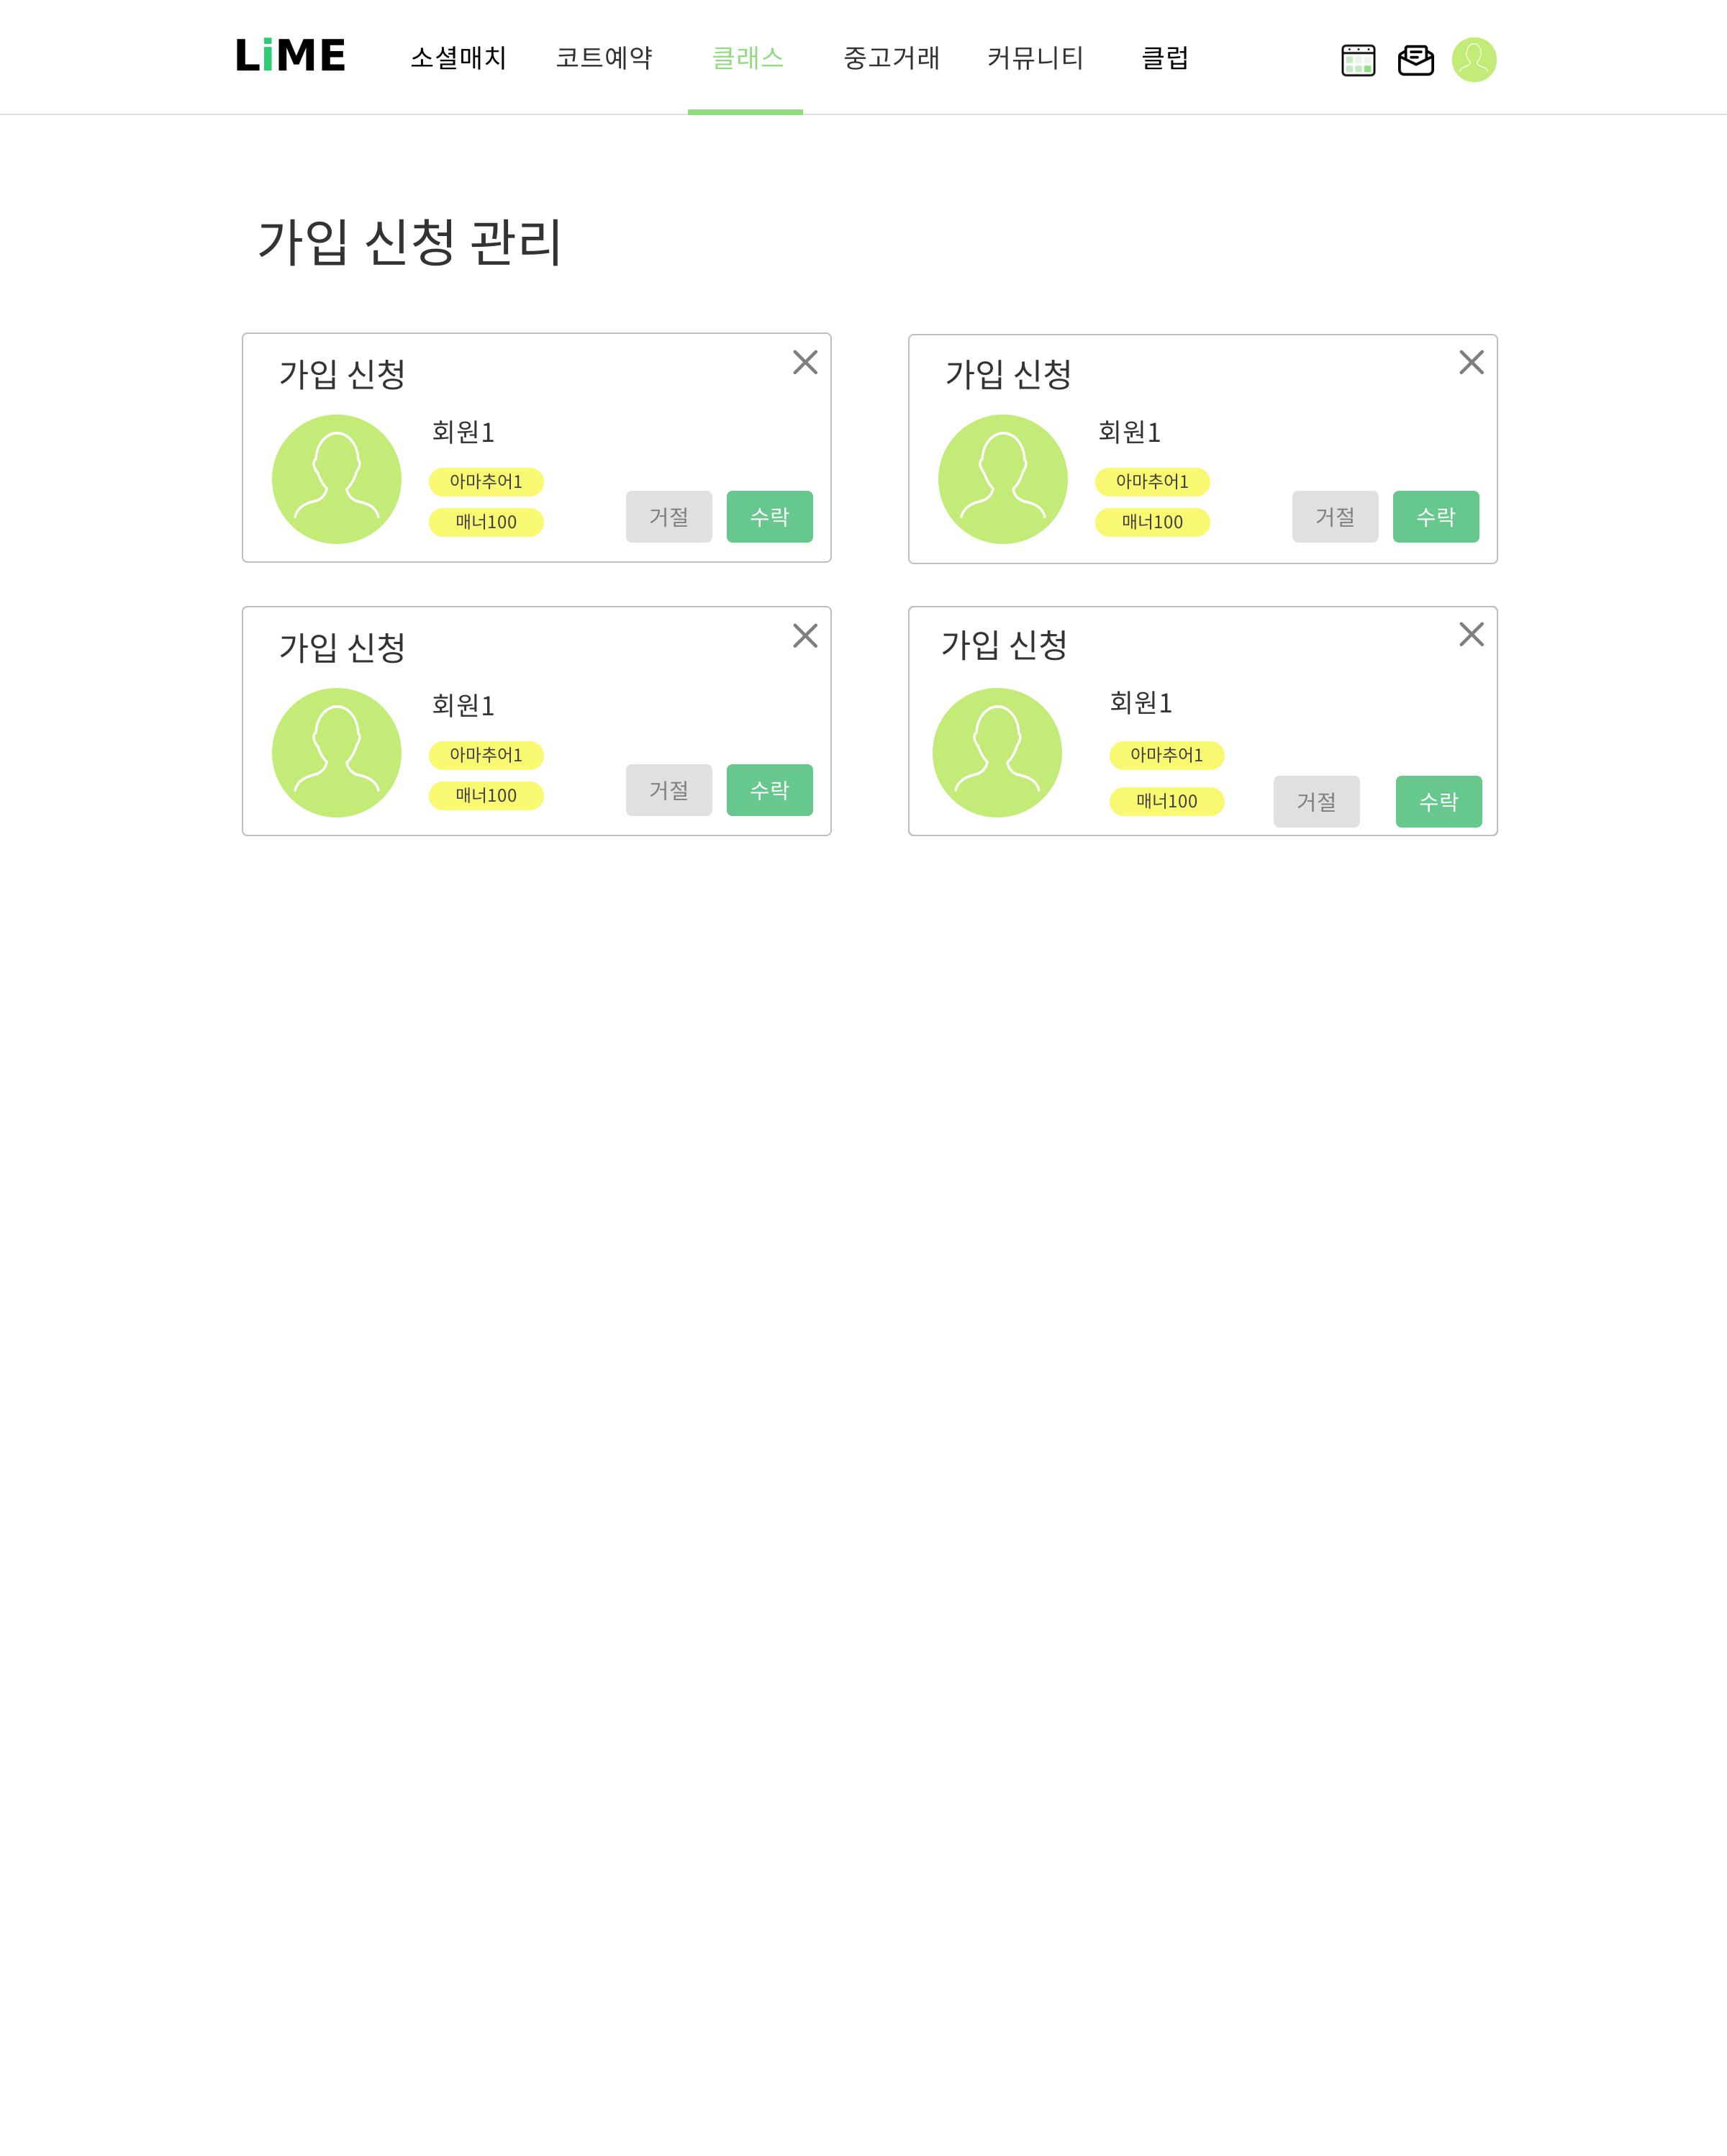 LiME 소셜매치 코트예약 클래스 중고거래 커뮤니티 클럽
가입 신청 관리
가입 신청
회원1
아마추어1
매너100
거절 수락
가입 신청
회원1
아마추어1
매너100
거절 수락
가입 신청
회원1
아마추어1
매너100
거절 수락
가입 신청
회원1
아마추어1
매너100
거절 수락